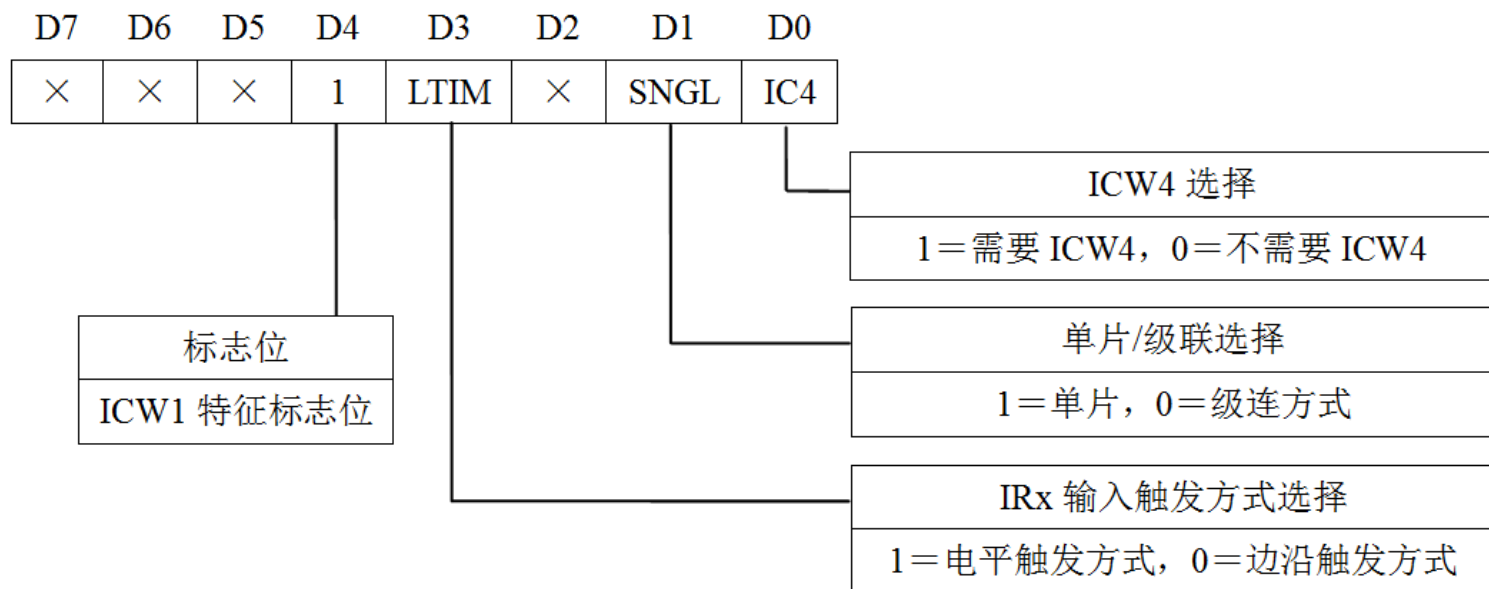 D7 D6 D5 D4 D3 D2 D1 D0
× × × 1 LTIM × SNGL IC4
ICW4 选择
1＝需要 ICW4，0＝不需要 ICW4
标志位
ICW1 特征标志位
单片/级联选择
1＝单片，0＝级连方式
IRx 输入触发方式选择
1＝电平触发方式，0＝边沿触发方式